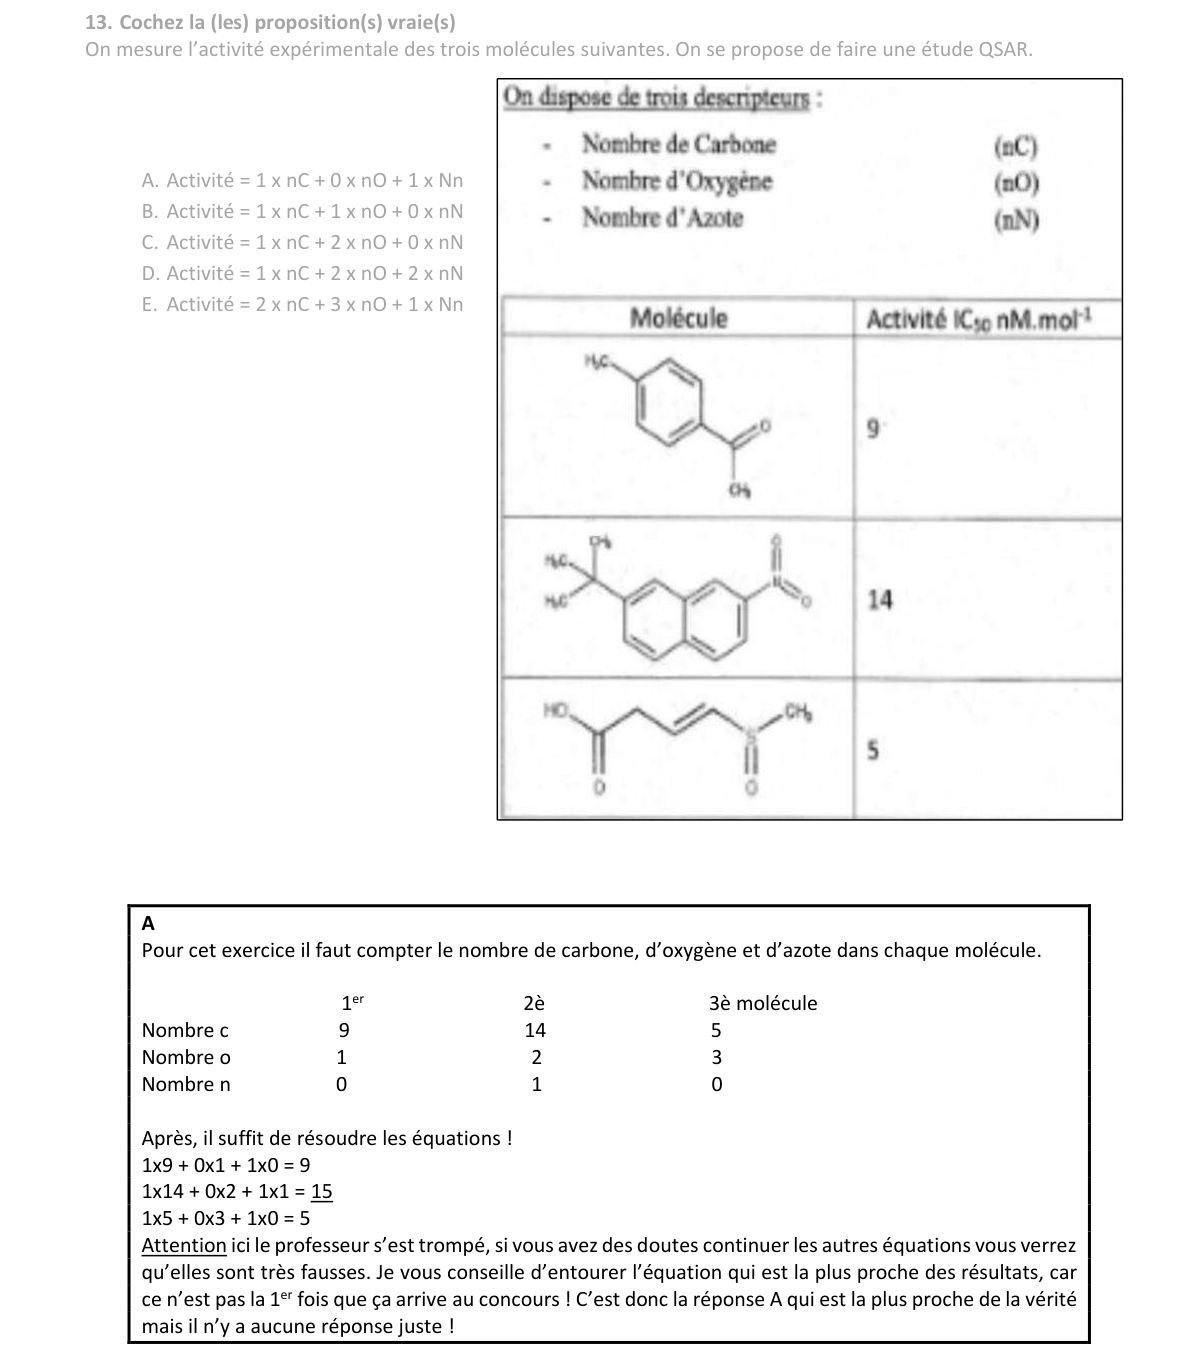 13. Cochez la (les) proposition(s) vraie(s)
On mesure l’activité expérimentale des trois molécules suivantes. On se propose de faire une étude QSAR.
A. Activité = 1 x nC + 0 x nO + 1 x Nn
B. Activité = 1 x nC + 1 x nO + 0 x nN
C. Activité = 1 x nC + 2 x nO + 0 x nN
D. Activité = 1 x nC + 2 x nO + 2 x nN
E. Activité = 2 x nC + 3 x nO + 1 x Nn
On dispose de trois descripteurs :
- Nombre de Carbone (nC)
- Nombre d’Oxygène (nO)
- Nombre d’Azote (nN)
Molécule Activité IC50 nM.mol-1
H₃C
O
CH₃
9
CH₃
H₃C
H₃C
O
N
O
14
HO
O
S
CH₃
O
5
A
Pour cet exercice il faut compter le nombre de carbone, d’oxygène et d’azote dans chaque molécule.
1er 2è 3è molécule
Nombre c 9 14 5
Nombre o 1 2 3
Nombre n 0 1 0
Après, il suffit de résoudre les équations !
1x9 + 0x1 + 1x0 = 9
1x14 + 0x2 + 1x1 = 15
1x5 + 0x3 + 1x0 = 5
Attention ici le professeur s’est trompé, si vous avez des doutes continuer les autres équations vous verrez
qu’elles sont très fausses. Je vous conseille d’entourer l’équation qui est la plus proche des résultats, car
ce n’est pas la 1er fois que ça arrive au concours ! C’est donc la réponse A qui est la plus proche de la vérité
mais il n’y a aucune réponse juste !